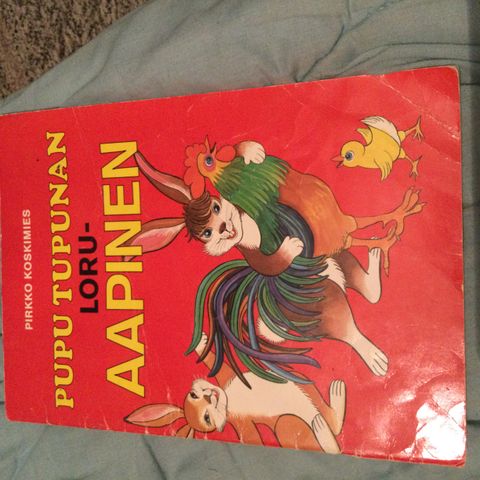 PIRKKO KOSKIMIES
PUPU TUPUNAN
LORU-
AAPINEN